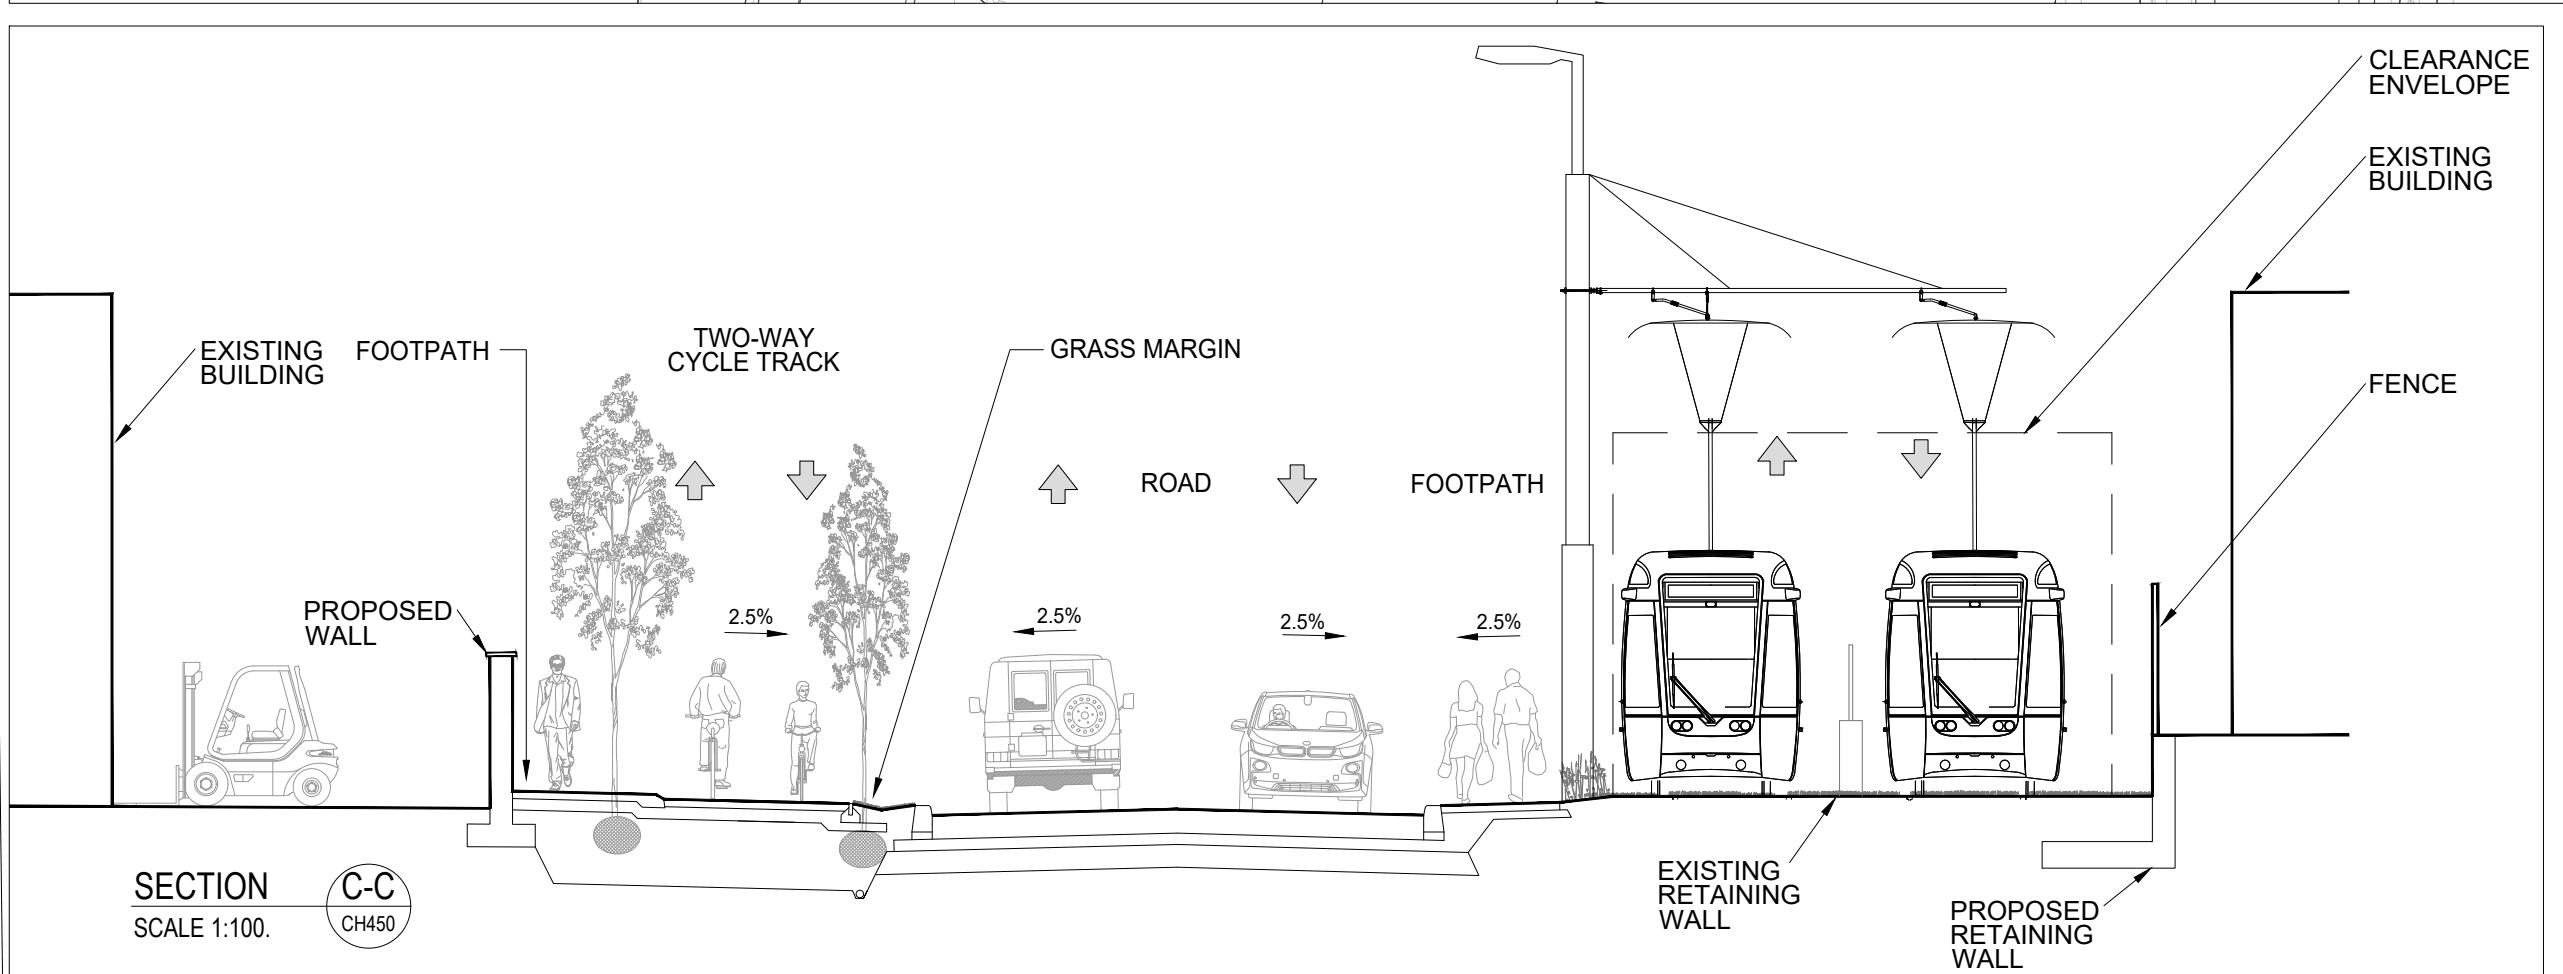 CLEARANCE
ENVELOPE
EXISTING
BUILDING
TWO-WAY
CYCLE TRACK
EXISTING
BUILDING
FOOTPATH
GRASS MARGIN
FENCE
ROAD
FOOTPATH
PROPOSED
WALL
2.5%
2.5%
2.5%
2.5%
EXISTING
RETAINING
WALL
PROPOSED
RETAINING
WALL
SECTION
C-C
SCALE 1:100.
CH450